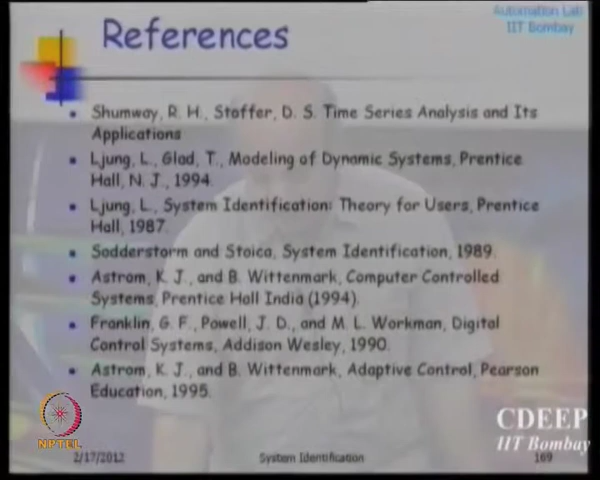 Automation Lab
IIT Bombay
References
Shumway, R. H., Stoffer, D. S. Time Series Analysis and Its
Applications
Ljung, L., Glad, T., Modeling of Dynamic Systems, Prentice
Hall, N. J., 1994.
Ljung, L., System Identification: Theory for Users, Prentice
Hall, 1987.
Sodderstorm and Stoica, System Identification, 1989.
Astrom, K. J., and B. Wittenmark, Computer Controlled
Systems, Prentice Hall India (1994).
Franklin, G. F., Powell, J. D., and M. L. Workman, Digital
Control Systems, Addison Wesley, 1990.
Astrom, K. J., and B. Wittenmark, Adaptive Control, Pearson
Education, 1995.
NPTEL
CDEEP
IIT Bombay
2/17/2012
System Identification
169